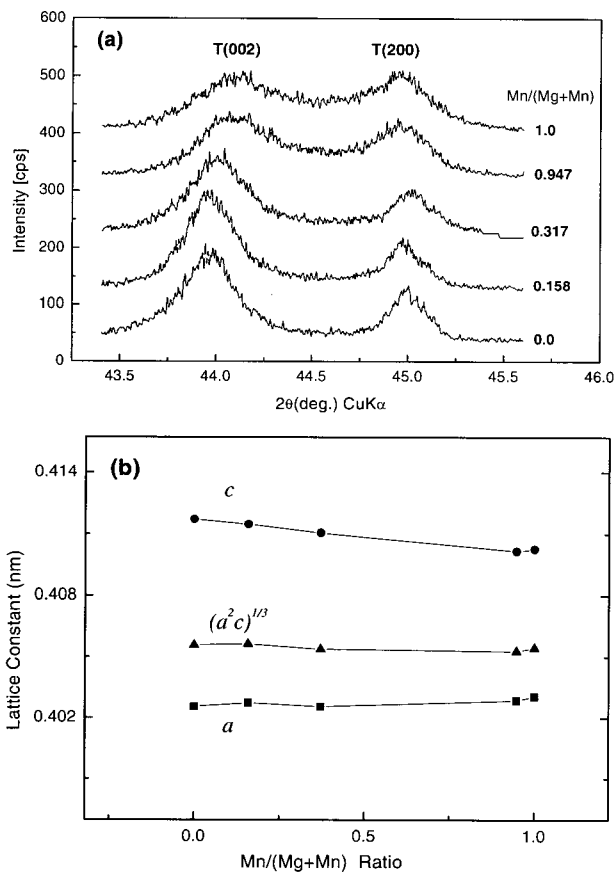 (a)
T(002) T(200)
Mn/(Mg+Mn)
1.0
0.947
0.317
0.158
0.0
Intensity [cps]
600
500
400
300
200
100
0
43.5 44.0 44.5 45.0 45.5 46.0
2θ(deg.) CuKα
(b)
c
(a²c)^1/3
a
Lattice Constant (nm)
0.414
0.408
0.402
0.0 0.5 1.0
Mn/(Mg+Mn) Ratio